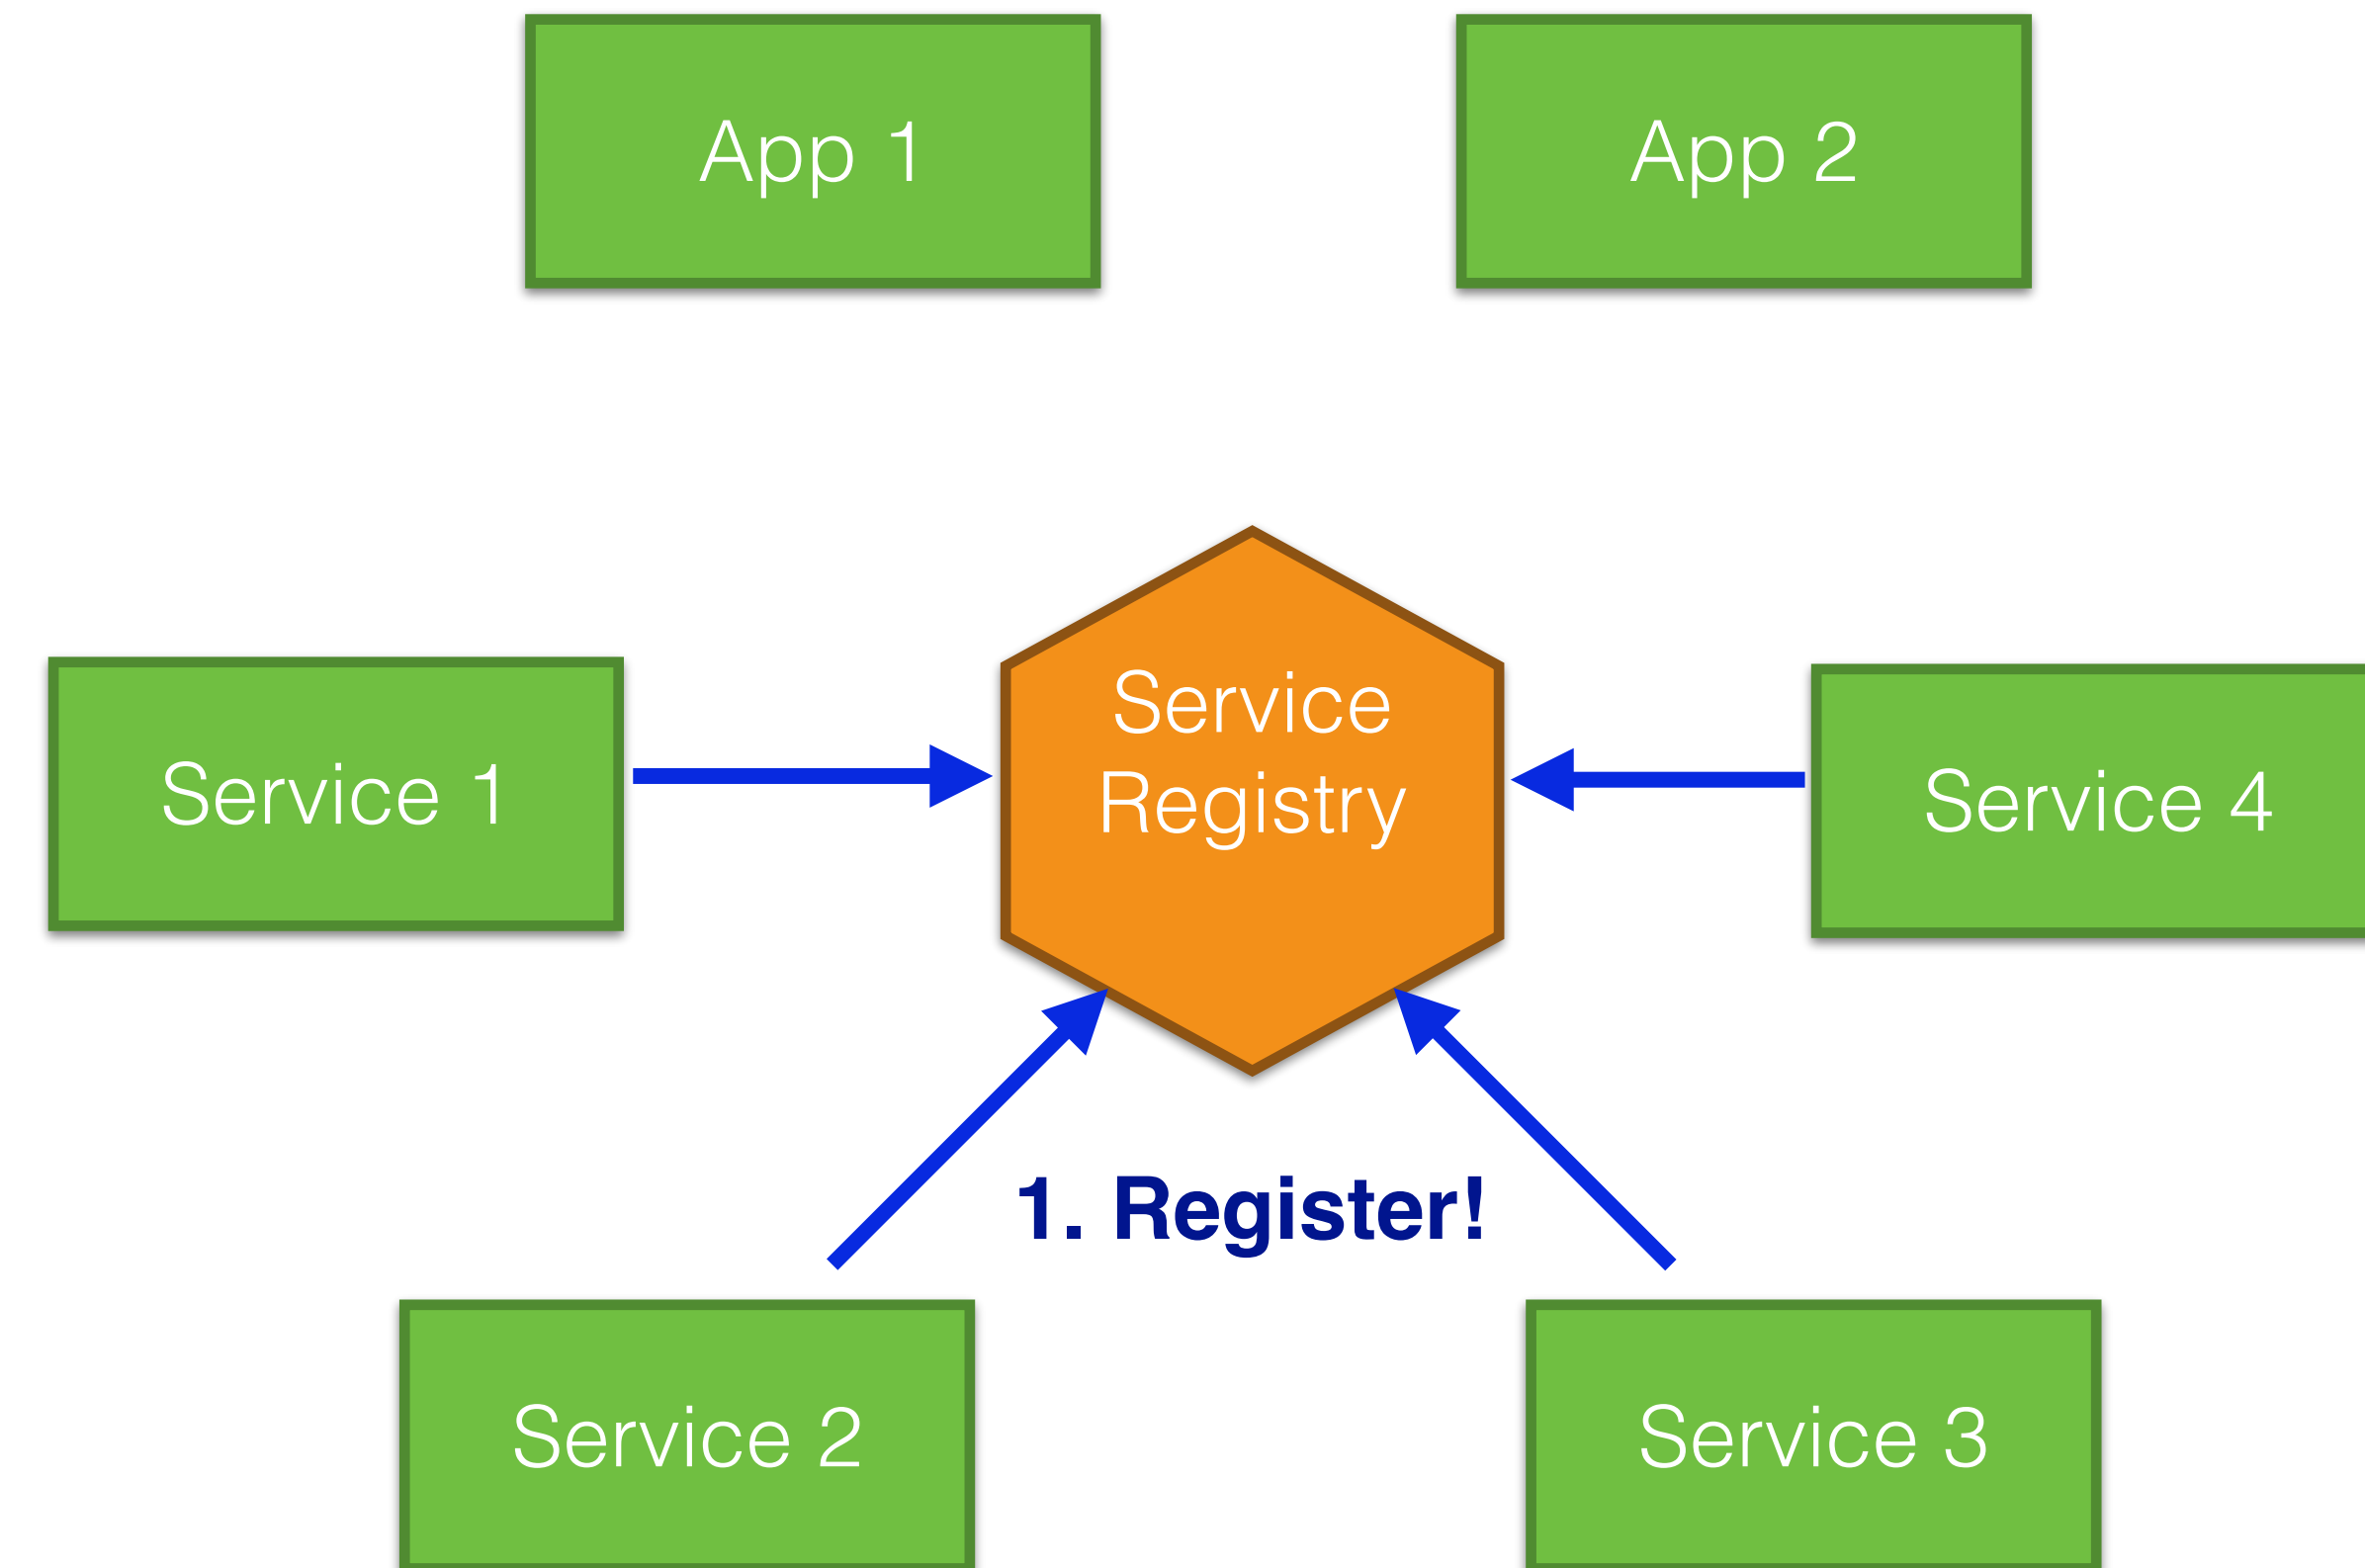 App 1
App 2
Service
Registry
Service 1
Service 4
1. Register!
Service 2
Service 3